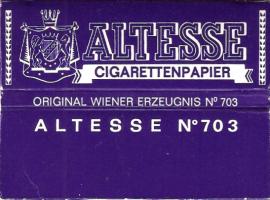 ALTESSE
CIGARETTENPAPIER
ORIGINAL WIENER ERZEUGNIS Nº 703
ALTESSE Nº703